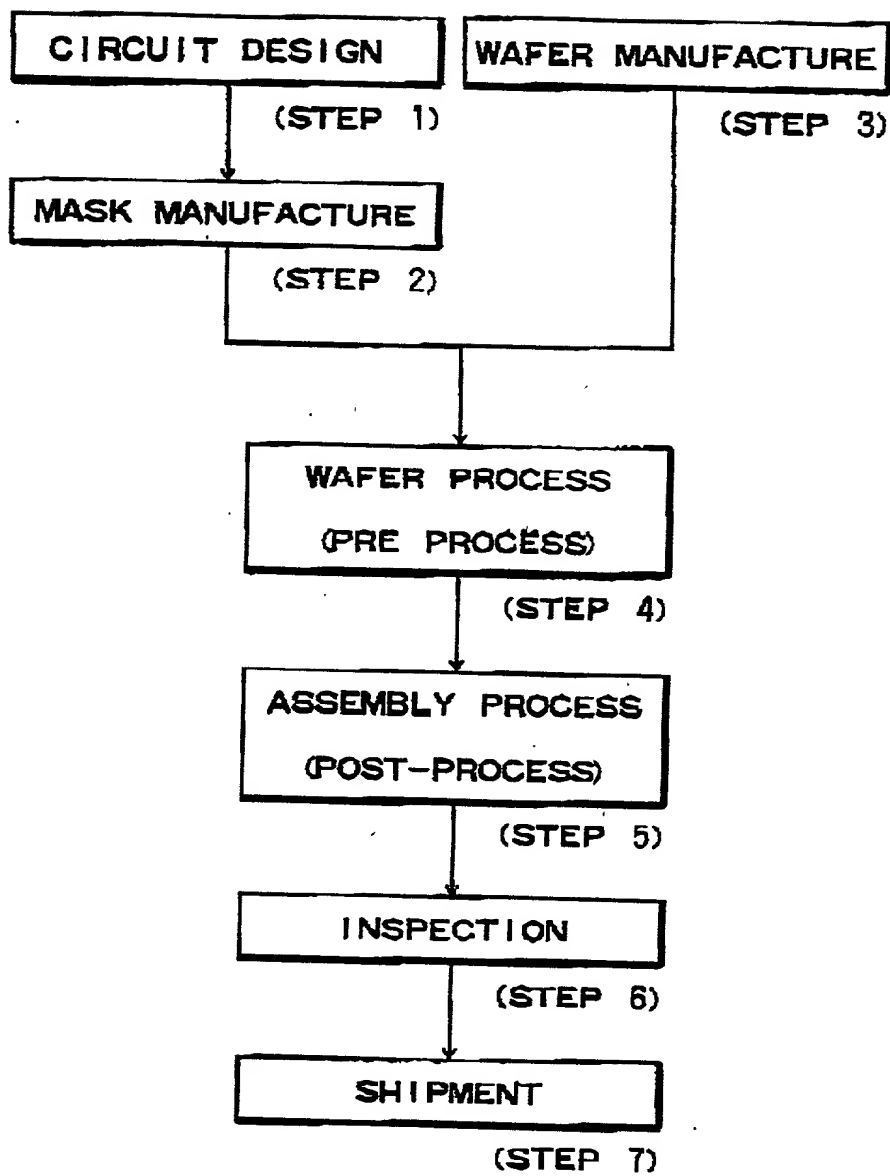 CIRCUIT DESIGN
(STEP 1)
MASK MANUFACTURE
(STEP 2)
WAFER MANUFACTURE
(STEP 3)
WAFER PROCESS
(PRE PROCESS)
(STEP 4)
ASSEMBLY PROCESS
(POST-PROCESS)
(STEP 5)
INSPECTION
(STEP 6)
SHIPMENT
(STEP 7)